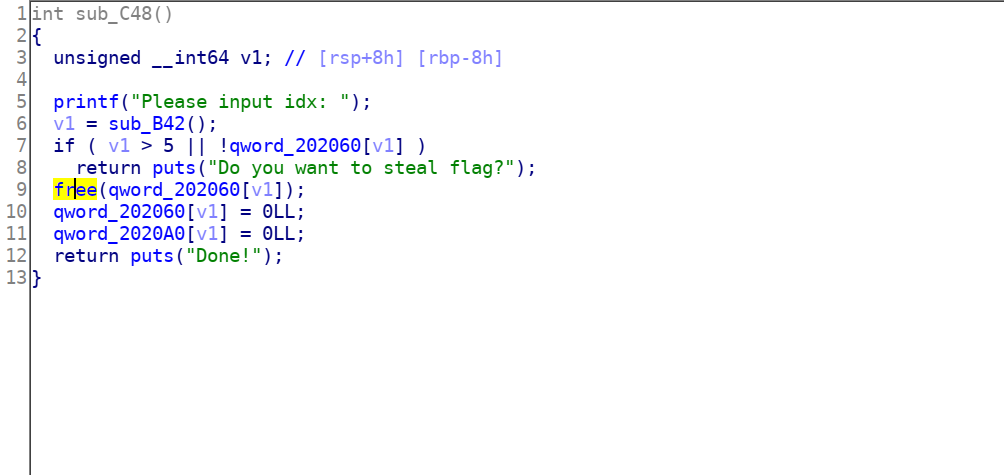 1 int sub_C48()
2 {
3   unsigned __int64 v1; // [rsp+8h] [rbp-8h]
4
5   printf("Please input idx: ");
6   v1 = sub_B42();
7   if ( v1 > 5 || !qword_202060[v1] )
8     return puts("Do you want to steal flag?");
9   free(qword_202060[v1]);
10   qword_202060[v1] = 0LL;
11   qword_2020A0[v1] = 0LL;
12   return puts("Done!");
13 }